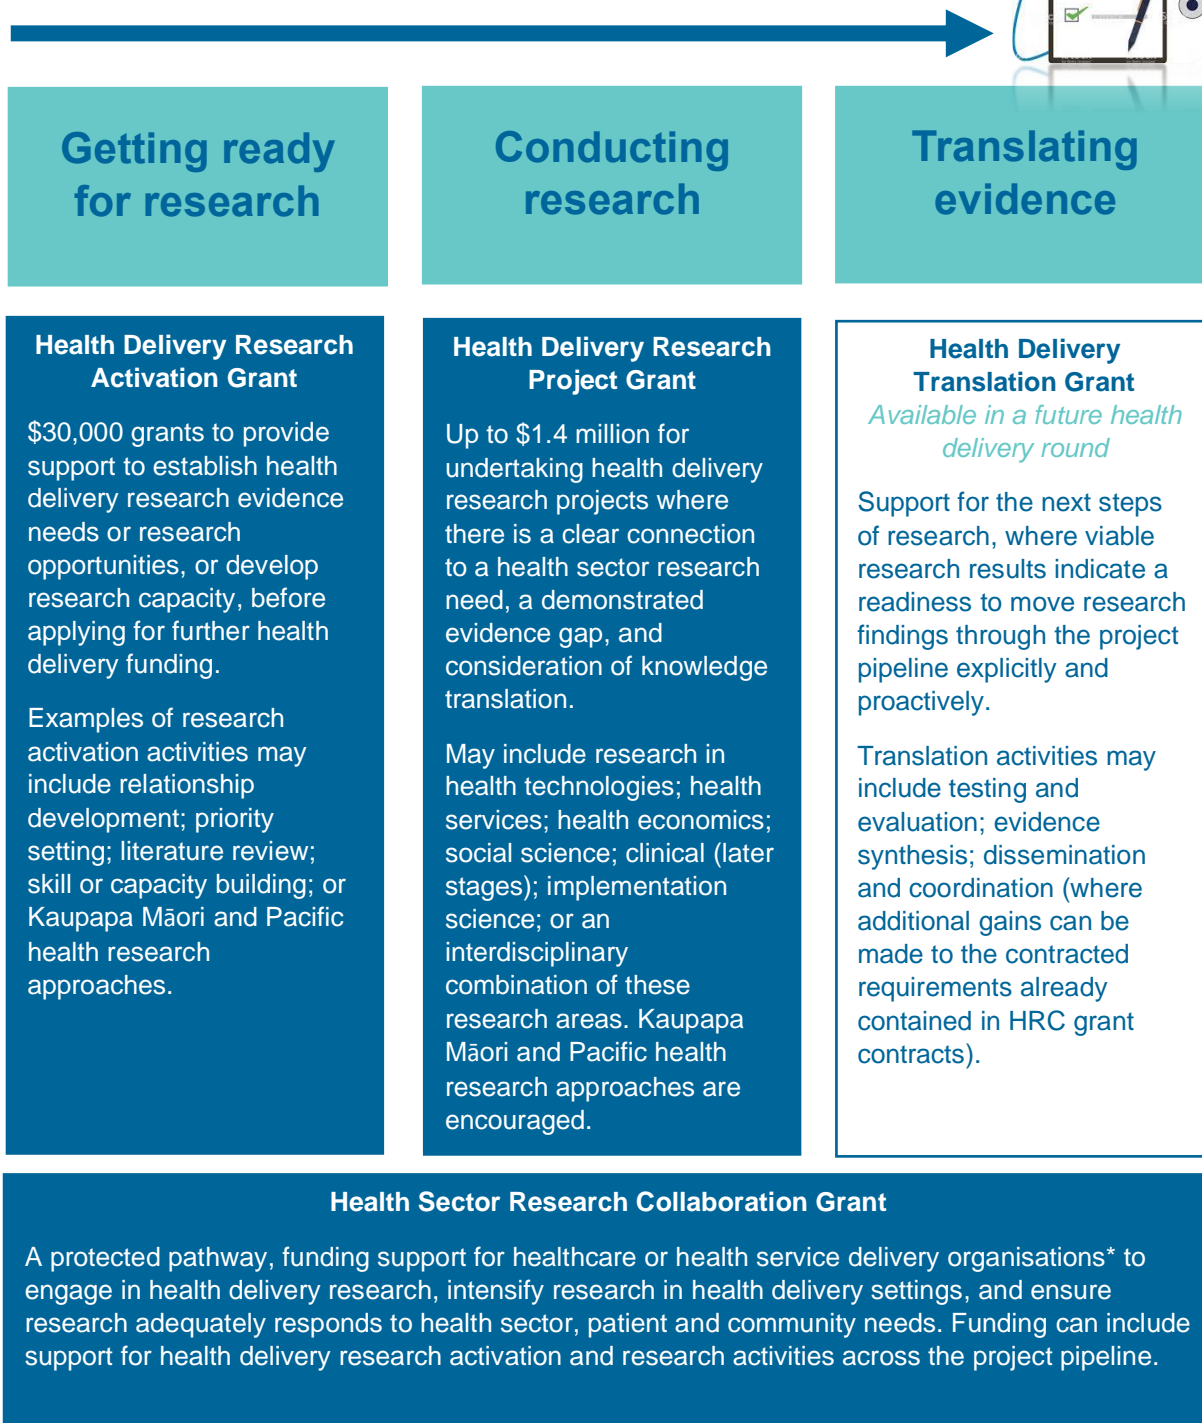 Getting ready
for research
Conducting
research
Translating
evidence
Health Delivery Research
Activation Grant
$30,000 grants to provide
support to establish health
delivery research evidence
needs or research
opportunities, or develop
research capacity, before
applying for further health
delivery funding.
Examples of research
activation activities may
include relationship
development; priority
setting; literature review;
skill or capacity building; or
Kaupapa Māori and Pacific
health research
approaches.
Health Delivery Research
Project Grant
Up to $1.4 million for
undertaking health delivery
research projects where
there is a clear connection
to a health sector research
need, a demonstrated
evidence gap, and
consideration of knowledge
translation.
May include research in
health technologies; health
services; health economics;
social science; clinical (later
stages); implementation
science; or an
interdisciplinary
combination of these
research areas. Kaupapa
Māori and Pacific health
research approaches are
encouraged.
Health Delivery
Translation Grant
Available in a future health
delivery round
Support for the next steps
of research, where viable
research results indicate a
readiness to move research
findings through the project
pipeline explicitly and
proactively.
Translation activities may
include testing and
evaluation; evidence
synthesis; dissemination
and coordination (where
additional gains can be
made to the contracted
requirements already
contained in HRC grant
contracts).
Health Sector Research Collaboration Grant
A protected pathway, funding support for healthcare or health service delivery organisations* to
engage in health delivery research, intensify research in health delivery settings, and ensure
research adequately responds to health sector, patient and community needs. Funding can include
support for health delivery research activation and research activities across the project pipeline.